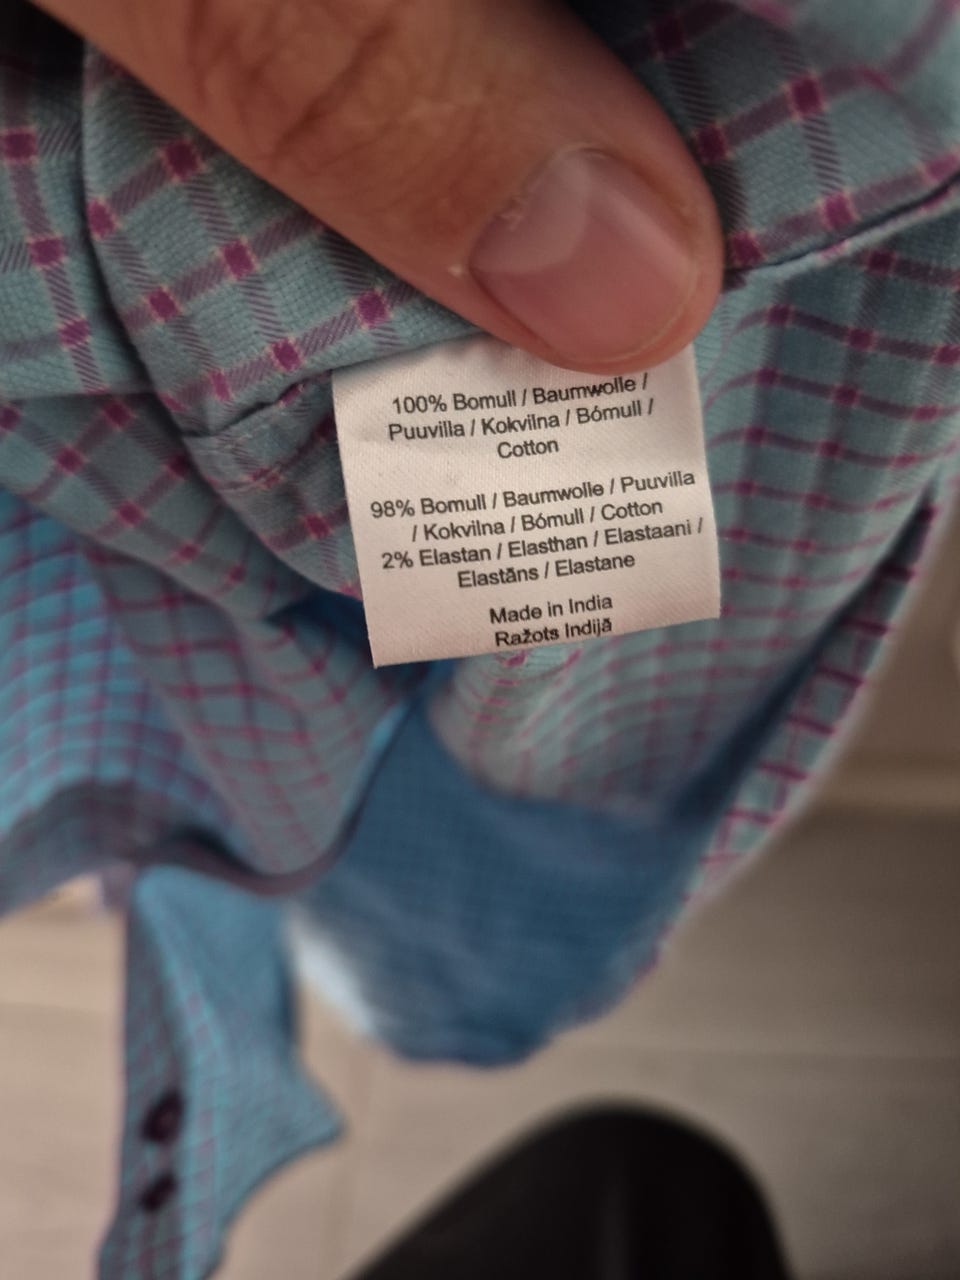 100% Bomull / Baumwolle /
Puuvilla / Kokvilna / Bómull /
Cotton
98% Bomull / Baumwolle / Puuvilla
/ Kokvilna / Bómull / Cotton
2% Elastan / Elasthan / Elastaani /
Elastāns / Elastane
Made in India
Ražots Indijā